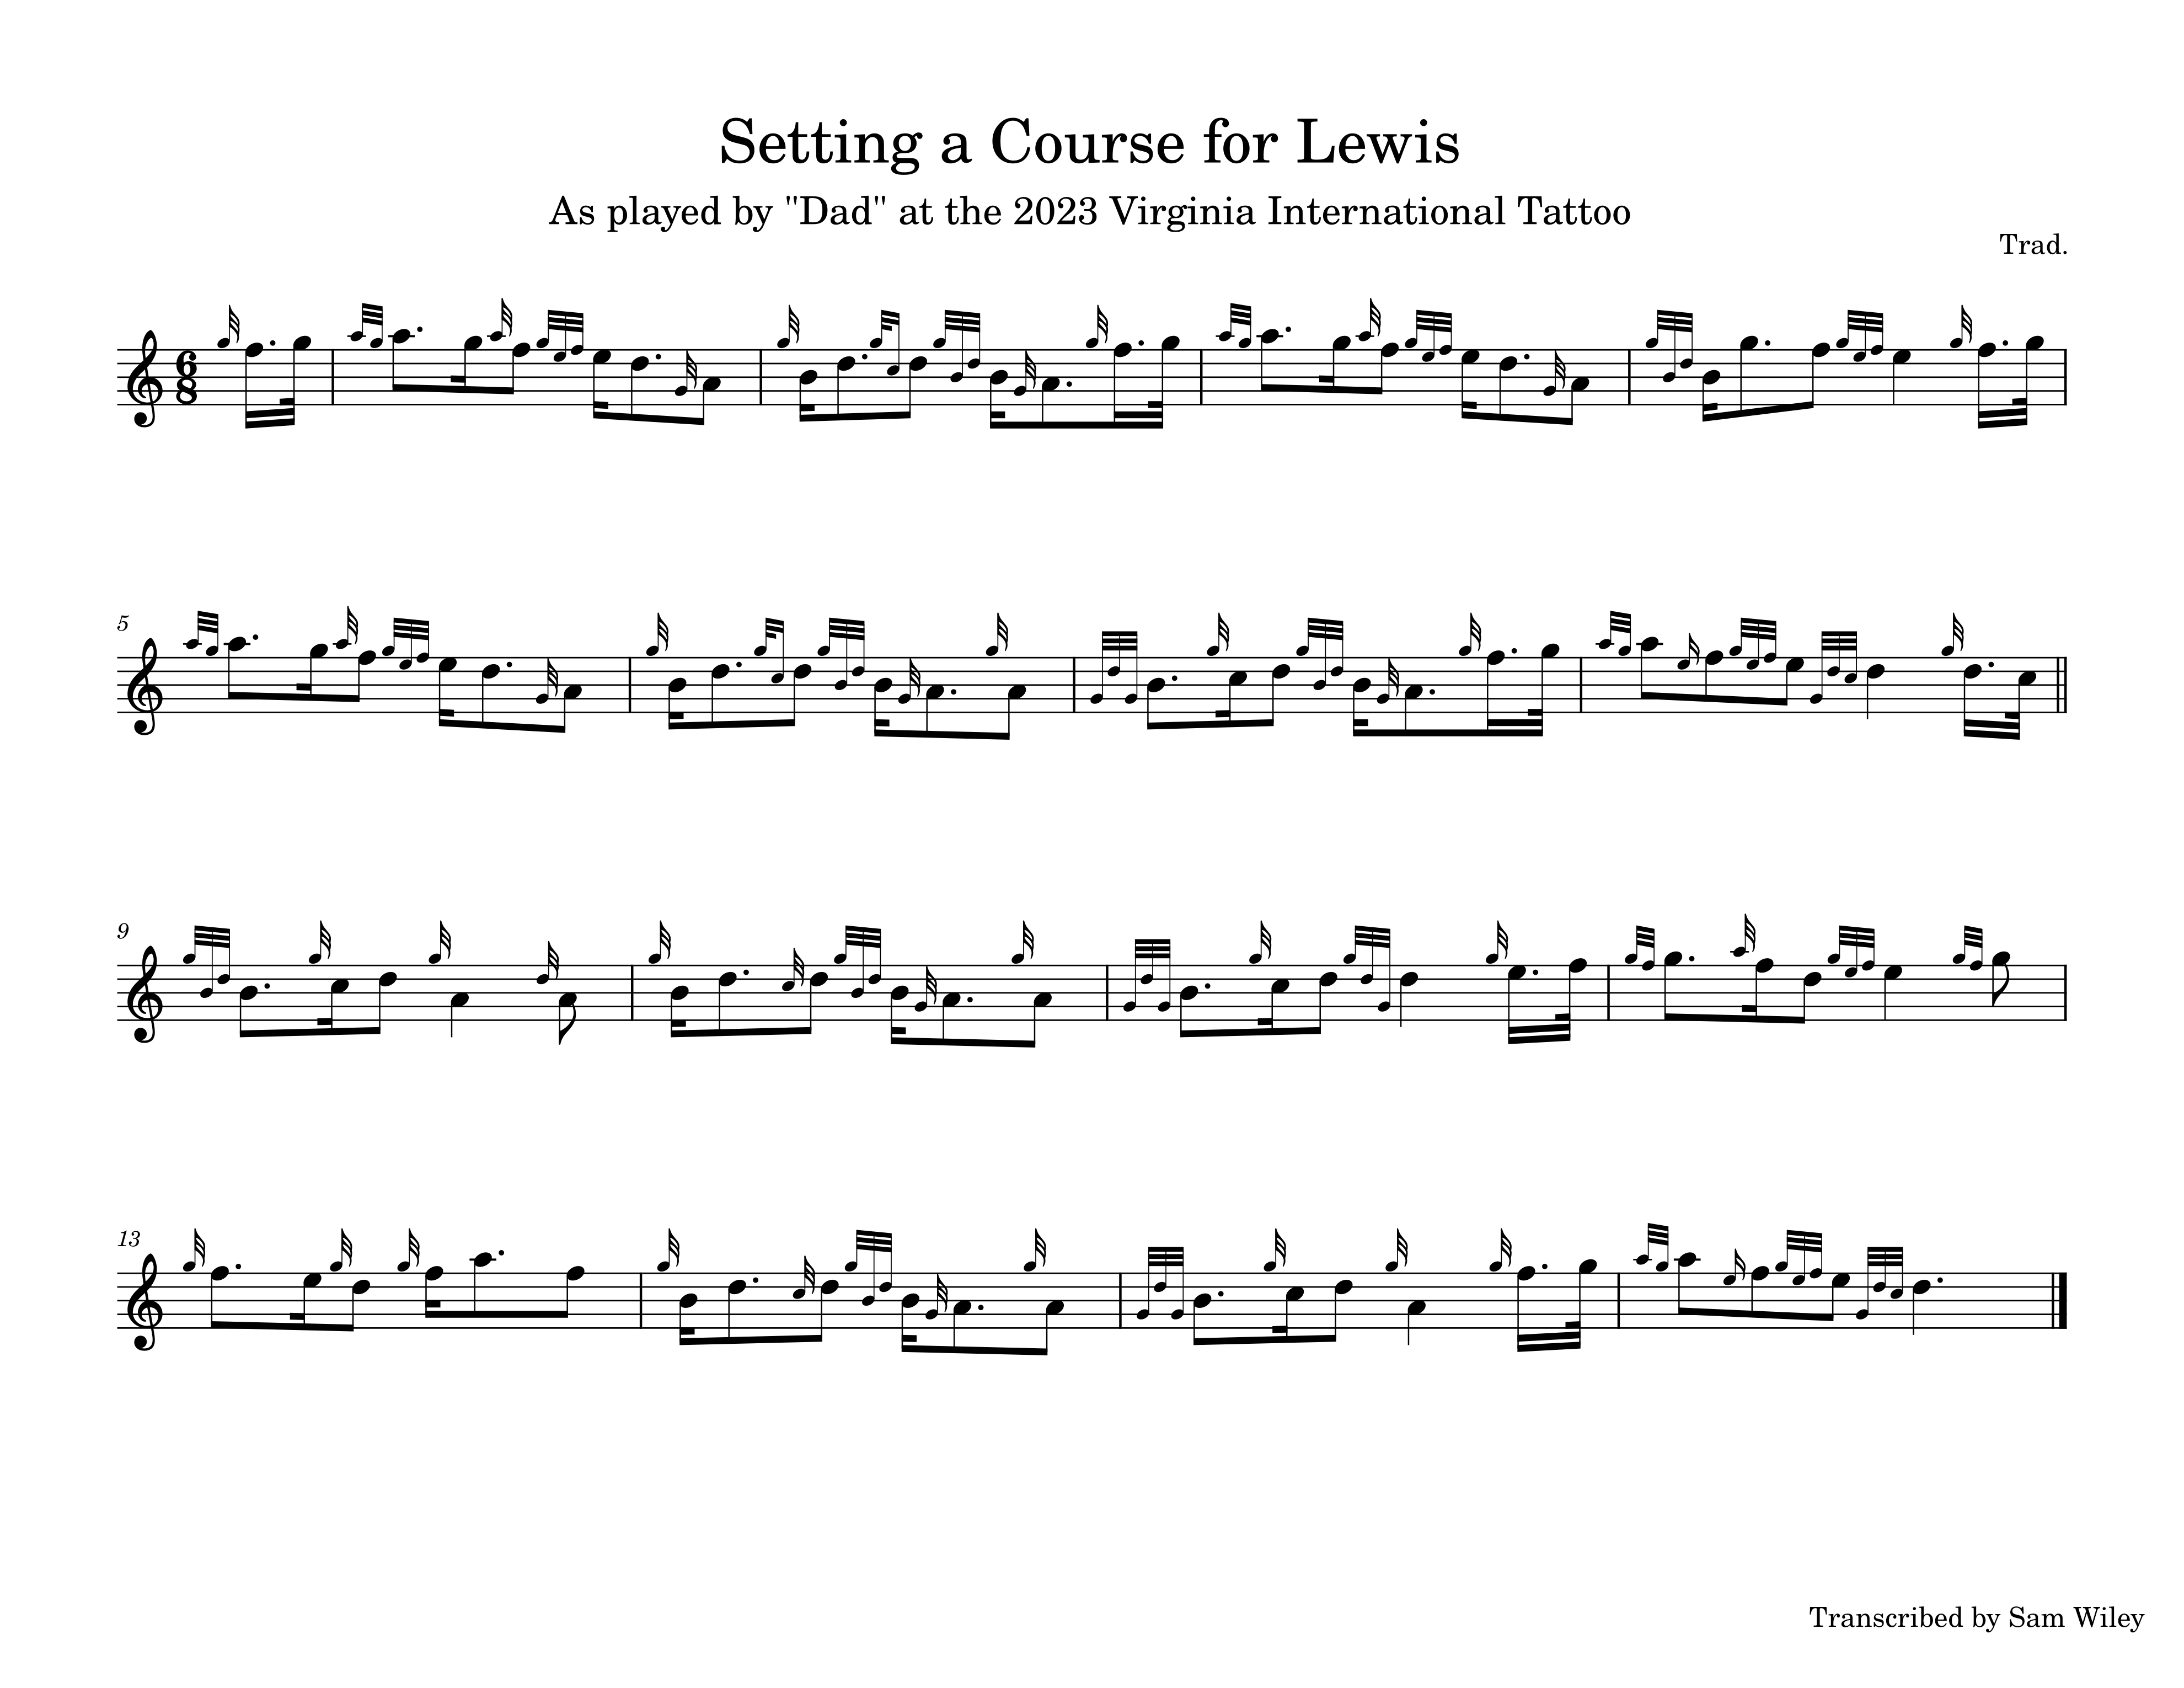 Setting a Course for Lewis
As played by "Dad" at the 2023 Virginia International Tattoo
Trad.
6
8
5
9
13
Transcribed by Sam Wiley